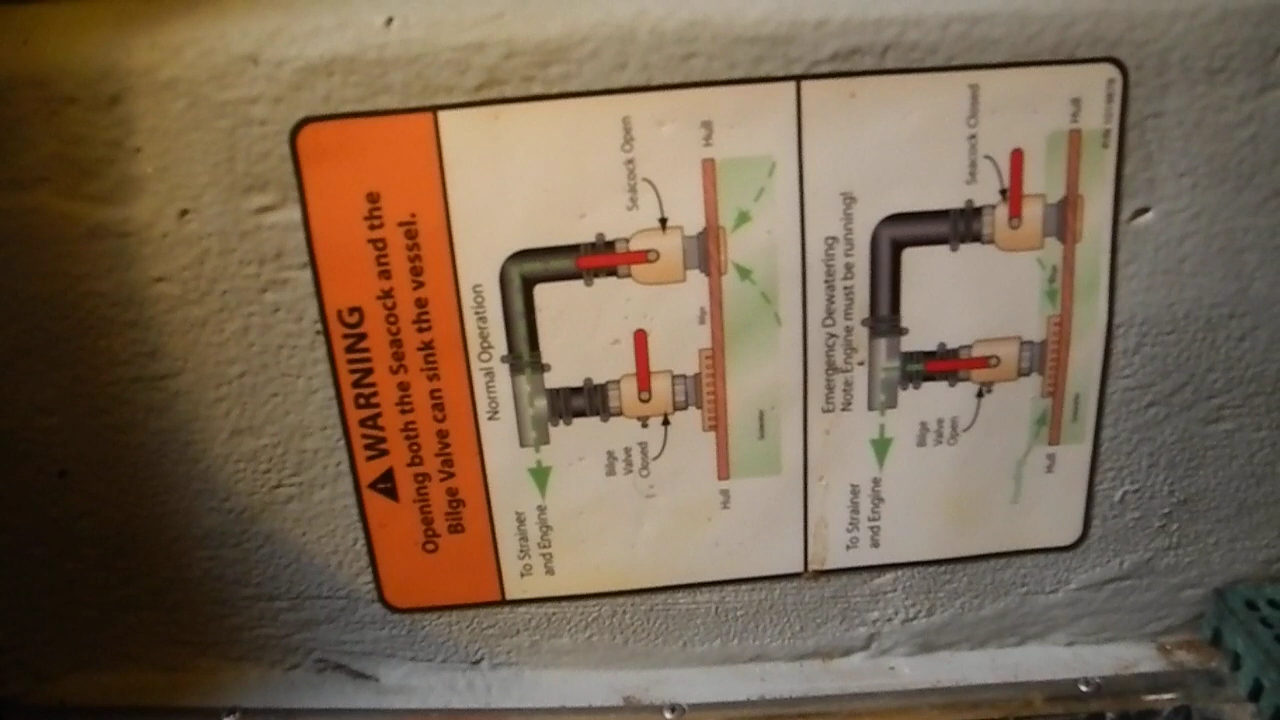 WARNING
Opening both the Seacock and the
Bilge Valve can sink the vessel.
Normal Operation
Seacock Open
Bilge
Valve
Closed
To Strainer
and Engine
Hull
Bilge
Hull
Emergency Dewatering
Note: Engine must be running!
Seacock Closed
Bilge
Valve
Open
To Strainer
and Engine
Hull
Hull